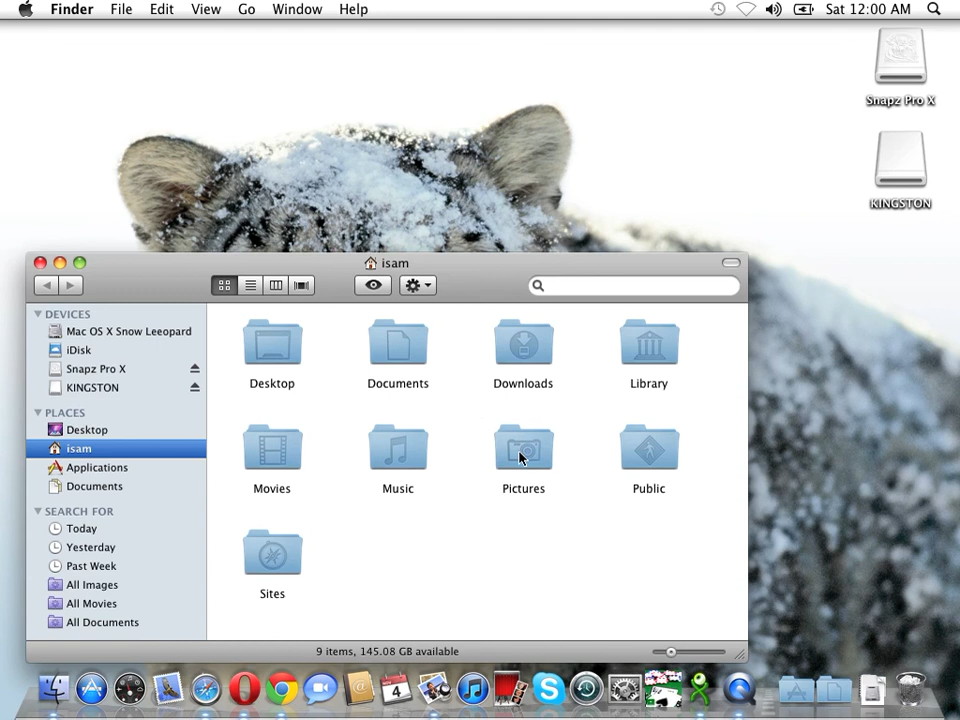 Finder File Edit View Go Window Help Sat 12:00 AM
Snapz Pro X
KINGSTON
isam
DEVICES
Mac OS X Snow Leeopard
iDisk
Snapz Pro X
KINGSTON
PLACES
Desktop
isam
Applications
Documents
SEARCH FOR
Today
Yesterday
Past Week
All Images
All Movies
All Documents
Desktop Documents Downloads Library
Movies Music Pictures Public
Sites
9 items, 145.08 GB available
4